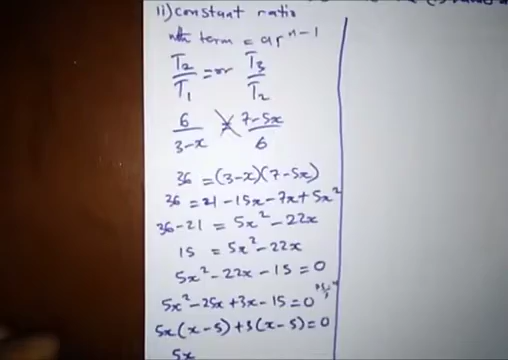 11) constant ratio
nth term = ar^n-1
T2/T1 = or T3/T2
6/3-x = 7-5x/6
36 = (3-x)(7-5x)
36 = 21 - 15x - 7x + 5x²
36-21 = 5x² - 22x
15 = 5x² - 22x
5x² - 22x - 15 = 0
5x² - 25x + 3x - 15 = 0
5x(x-5) + 3(x-5) = 0
5x